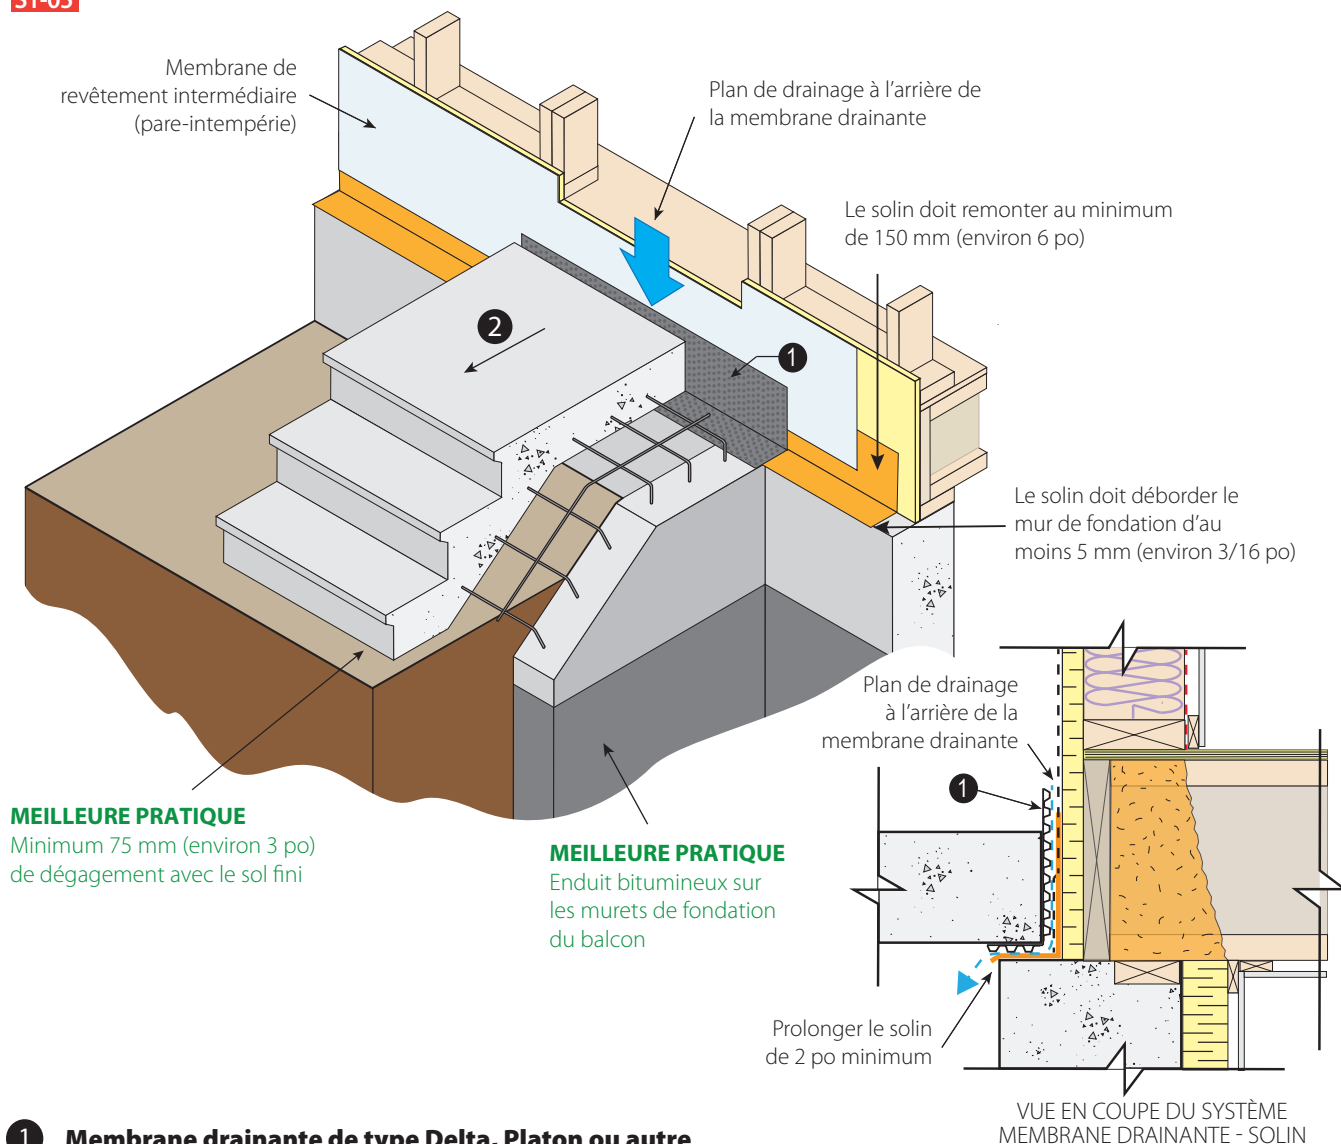 S1-05
Membrane de
revêtement intermédiaire
(pare-intempérie)
Plan de drainage à l'arrière de
la membrane drainante
Le solin doit remonter au minimum
de 150 mm (environ 6 po)
2
1
Le solin doit déborder le
mur de fondation d'au
moins 5 mm (environ 3/16 po)
Plan de drainage
à l'arrière de la
membrane drainante
1
MEILLEURE PRATIQUE
Minimum 75 mm (environ 3 po)
de dégagement avec le sol fini
MEILLEURE PRATIQUE
Enduit bitumineux sur
les murets de fondation
du balcon
Prolonger le solin
de 2 po minimum
VUE EN COUPE DU SYSTÈME
MEMBRANE DRAINANTE - SOLIN
1 Membrane drainante de type Delta, Platon ou autre